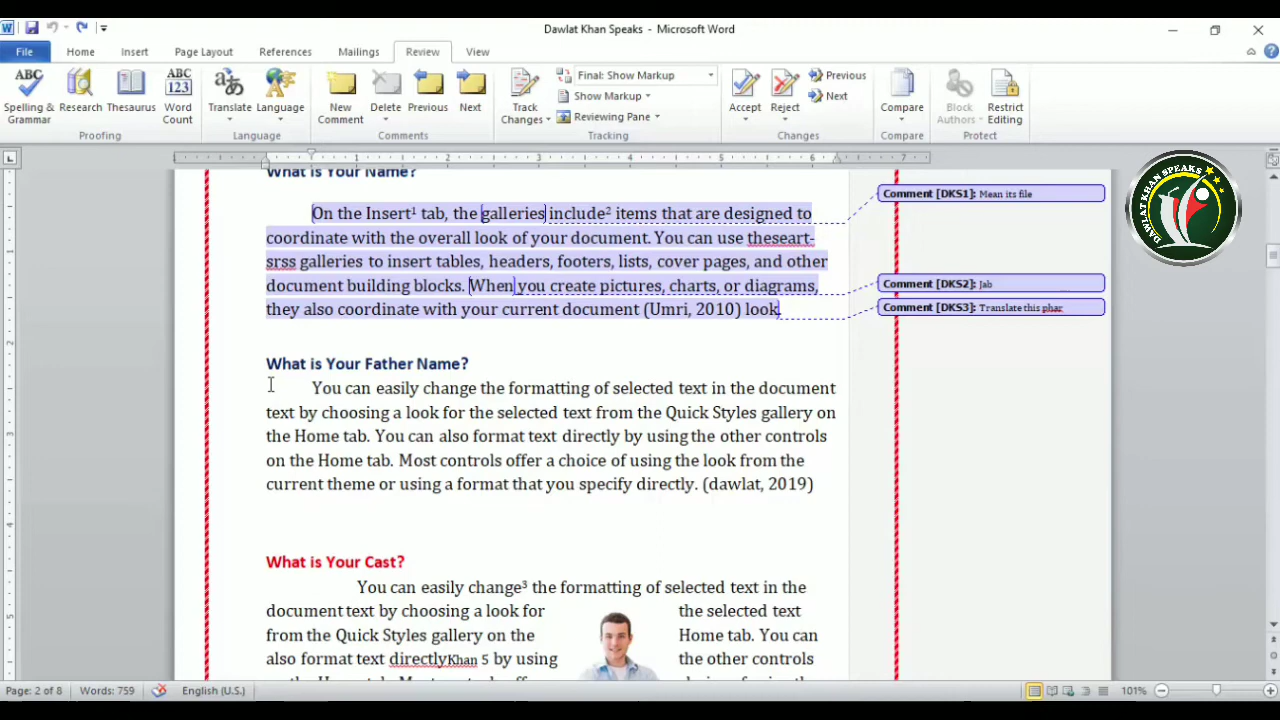 Dawlat Khan Speaks - Microsoft Word
File Home Insert Page Layout References Mailings Review View
Spelling & Grammar Research Thesaurus Word Count Translate Language New Comment Delete Previous Next Track Changes Final: Show Markup Show Markup Reviewing Pane Accept Reject Previous Next Compare Block Authors Restrict Editing
Proofing Language Comments Tracking Changes Compare Protect
1 2 3 4 5 6 7
What is Your Name?
On the Insert¹ tab, the galleries include² items that are designed to
coordinate with the overall look of your document. You can use theseart-
srss galleries to insert tables, headers, footers, lists, cover pages, and other
document building blocks. When you create pictures, charts, or diagrams,
they also coordinate with your current document (Umri, 2010) look.
Comment [DKS1]: Mean its file
Comment [DKS2]: Jab
Comment [DKS3]: Translate this phar
DAWLAT KHAN SPEAKS
What is Your Father Name?
You can easily change the formatting of selected text in the document
text by choosing a look for the selected text from the Quick Styles gallery on
the Home tab. You can also format text directly by using the other controls
on the Home tab. Most controls offer a choice of using the look from the
current theme or using a format that you specify directly. (dawlat, 2019)
What is Your Cast?
You can easily change³ the formatting of selected text in the
document text by choosing a look for the selected text
from the Quick Styles gallery on the Home tab. You can
also format text directlyKhan 5 by using the other controls
Page: 2 of 8 Words: 759 English (U.S.) 101%